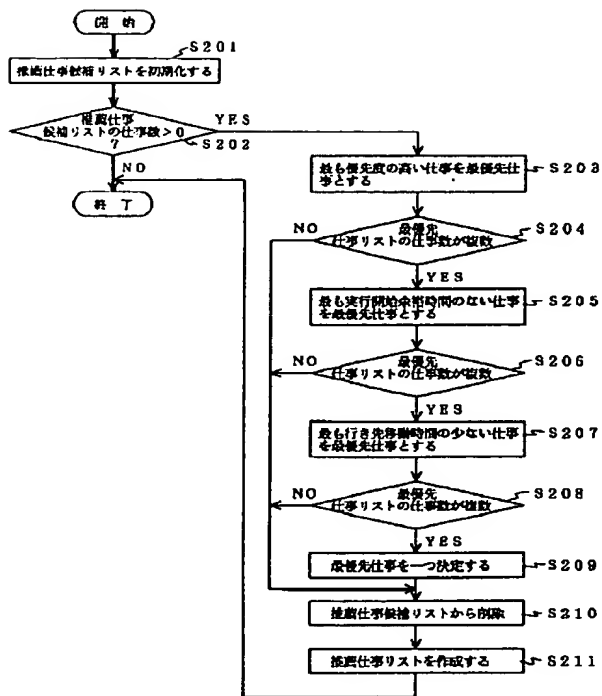 開 始
S201
推薦仕事候補リストを初期化する
推薦仕事
候補リストの仕事数>0
?
YES
S202
NO
終 了
最も優先度の高い仕事を最優先仕
事とする
S203
最優先
仕事リストの仕事数が複数
S204
NO
YES
最も実行開始余裕時間のない仕事
を最優先仕事とする
S205
最優先
仕事リストの仕事数が複数
S206
NO
YES
最も行き先移動時間の少ない仕事
を最優先仕事とする
S207
最優先
仕事リストの仕事数が複数
S208
NO
YES
最優先仕事を一つ決定する
S209
推薦仕事候補リストから削除
S210
推薦仕事リストを作成する
S211